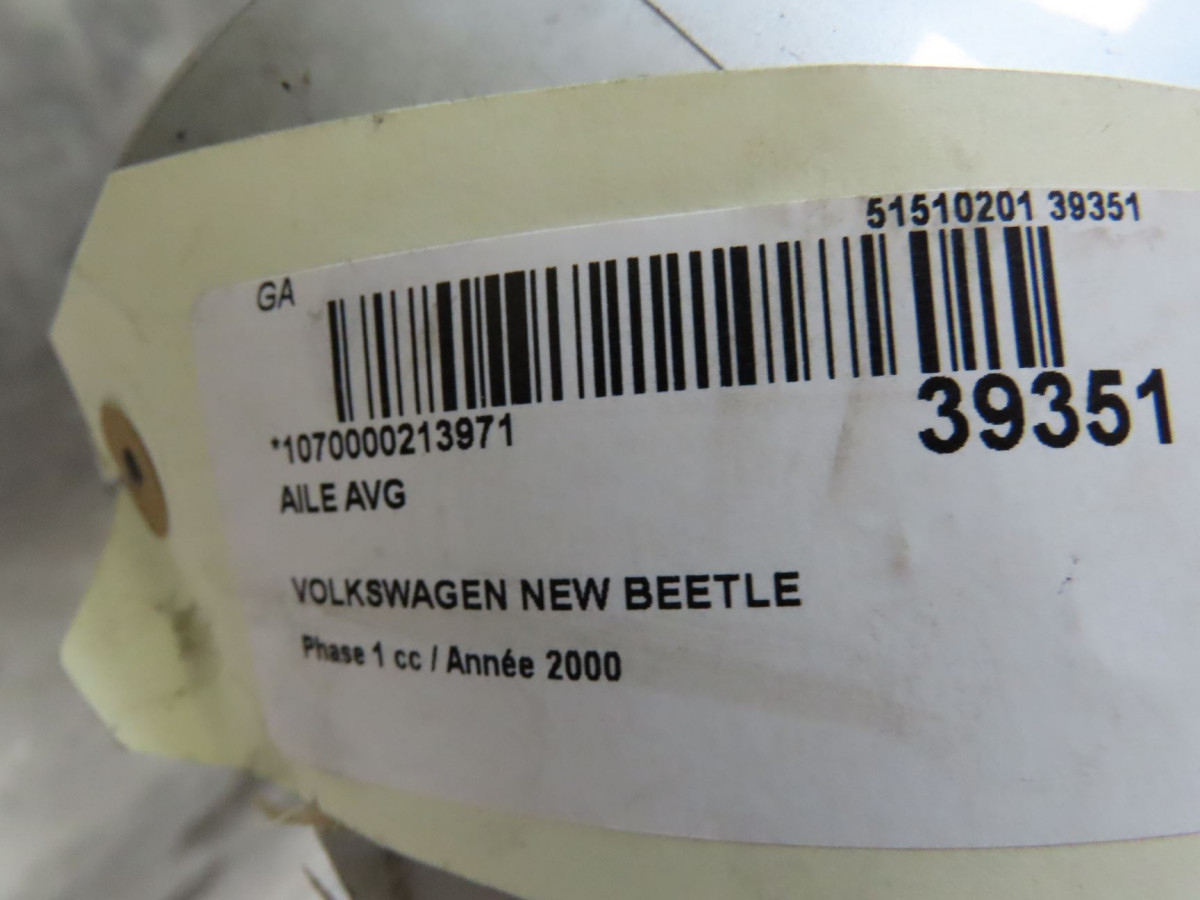 51510201 39351
GA
39351
*1070000213971
AILE AVG
VOLKSWAGEN NEW BEETLE
Phase 1 cc / Année 2000